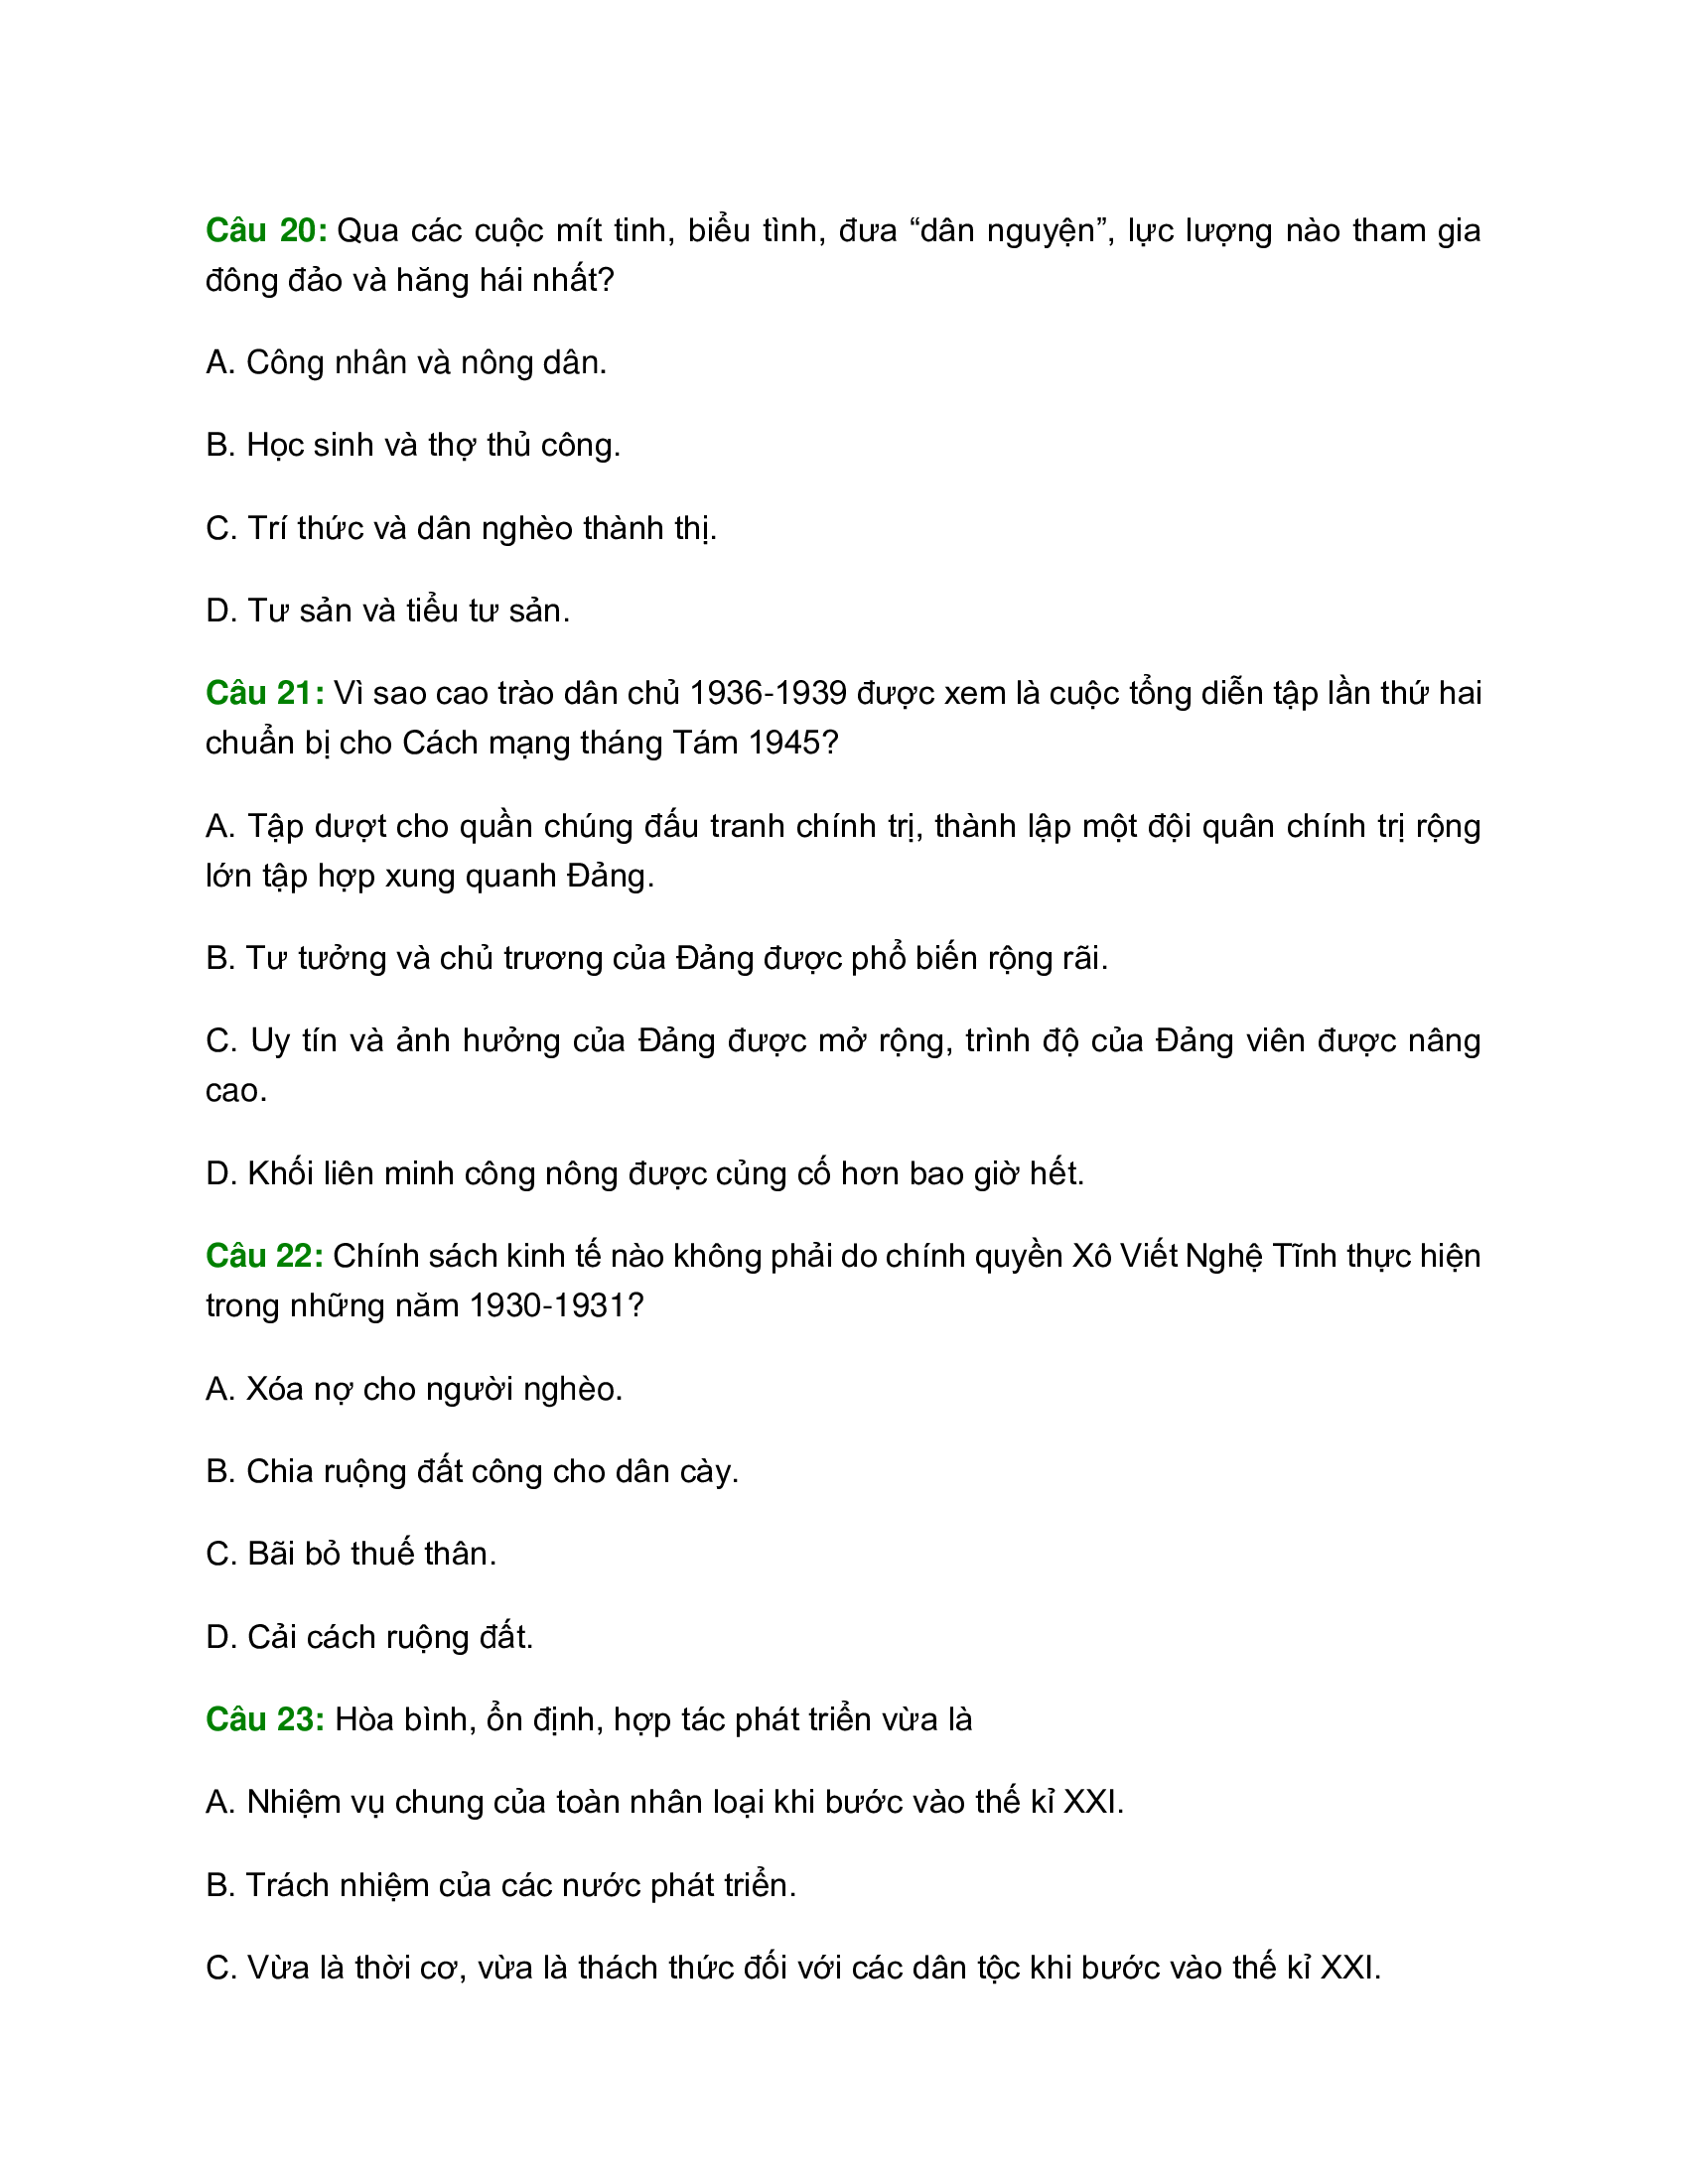 Câu 20: Qua các cuộc mít tinh, biểu tình, đưa “dân nguyện”, lực lượng nào tham gia
đông đảo và hăng hái nhất?
A. Công nhân và nông dân.
B. Học sinh và thợ thủ công.
C. Trí thức và dân nghèo thành thị.
D. Tư sản và tiểu tư sản.
Câu 21: Vì sao cao trào dân chủ 1936-1939 được xem là cuộc tổng diễn tập lần thứ hai
chuẩn bị cho Cách mạng tháng Tám 1945?
A. Tập dượt cho quần chúng đấu tranh chính trị, thành lập một đội quân chính trị rộng
lớn tập hợp xung quanh Đảng.
B. Tư tưởng và chủ trương của Đảng được phổ biến rộng rãi.
C. Uy tín và ảnh hưởng của Đảng được mở rộng, trình độ của Đảng viên được nâng
cao.
D. Khối liên minh công nông được củng cố hơn bao giờ hết.
Câu 22: Chính sách kinh tế nào không phải do chính quyền Xô Viết Nghệ Tĩnh thực hiện
trong những năm 1930-1931?
A. Xóa nợ cho người nghèo.
B. Chia ruộng đất công cho dân cày.
C. Bãi bỏ thuế thân.
D. Cải cách ruộng đất.
Câu 23: Hòa bình, ổn định, hợp tác phát triển vừa là
A. Nhiệm vụ chung của toàn nhân loại khi bước vào thế kỉ XXI.
B. Trách nhiệm của các nước phát triển.
C. Vừa là thời cơ, vừa là thách thức đối với các dân tộc khi bước vào thế kỉ XXI.